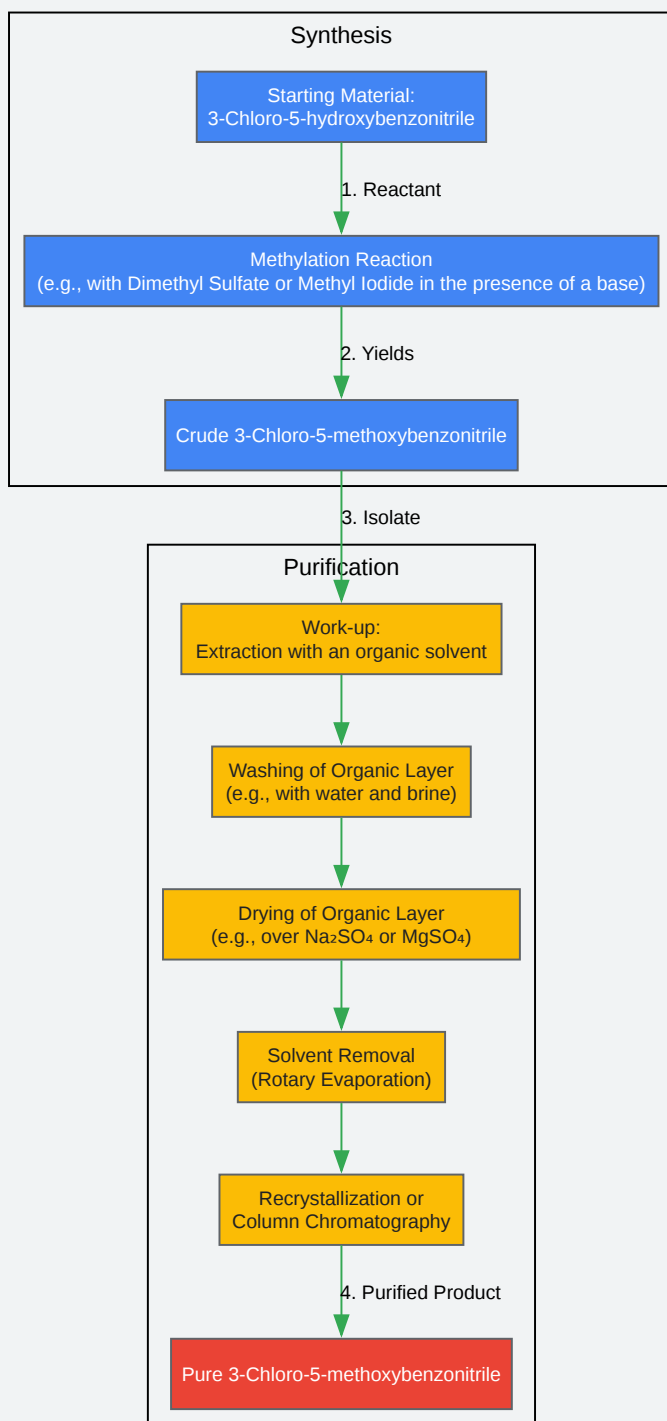 Synthesis
Starting Material:
3-Chloro-5-hydroxybenzonitrile
1. Reactant
Methylation Reaction
(e.g., with Dimethyl Sulfate or Methyl Iodide in the presence of a base)
2. Yields
Crude 3-Chloro-5-methoxybenzonitrile
3. Isolate
Purification
Work-up:
Extraction with an organic solvent
Washing of Organic Layer
(e.g., with water and brine)
Drying of Organic Layer
(e.g., over Na₂SO₄ or MgSO₄)
Solvent Removal
(Rotary Evaporation)
Recrystallization or
Column Chromatography
4. Purified Product
Pure 3-Chloro-5-methoxybenzonitrile